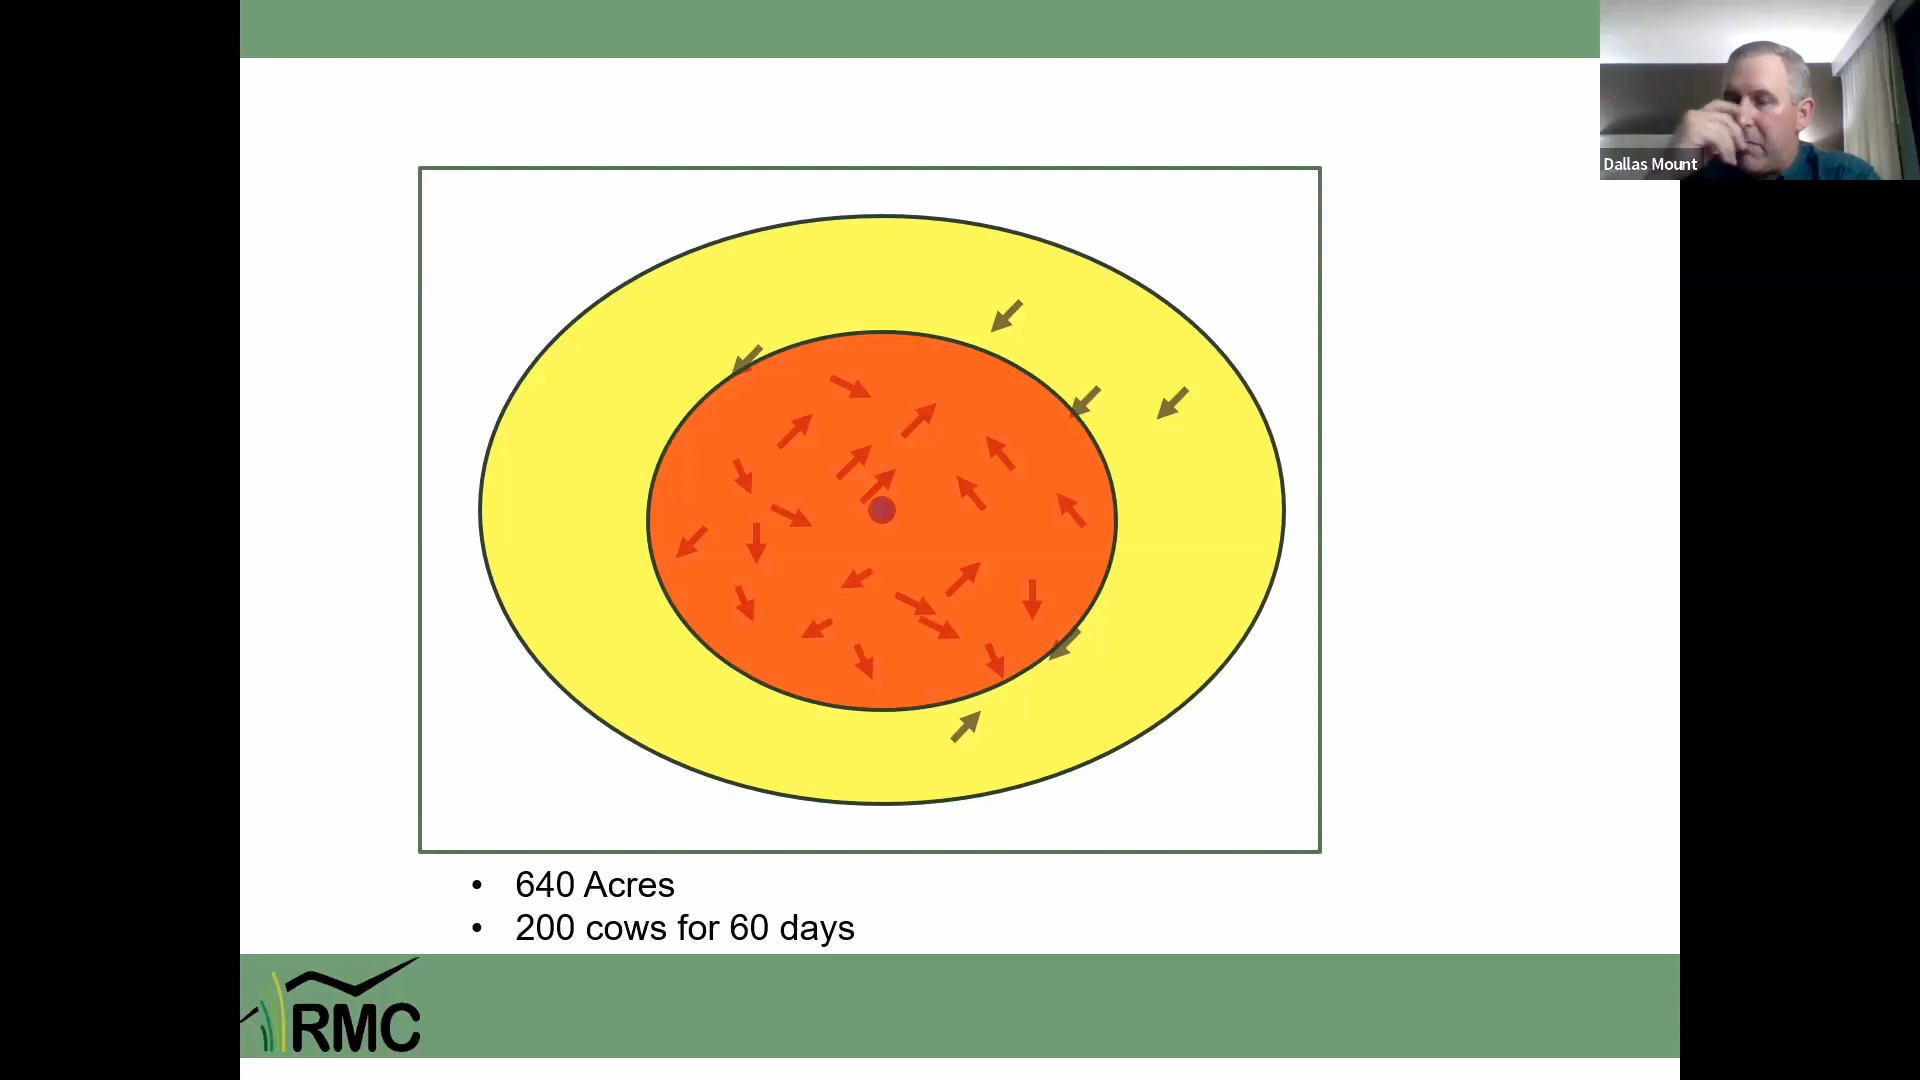 Dallas Mount
• 640 Acres
• 200 cows for 60 days
RMC